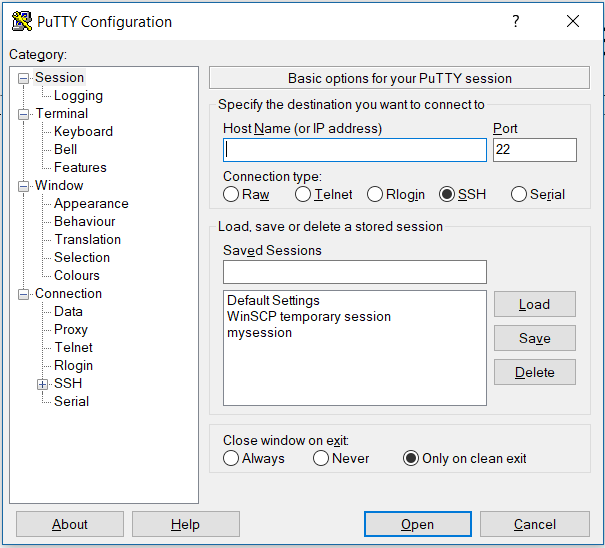 PuTTY Configuration
?
Category:
Session
Logging
Terminal
Keyboard
Bell
Features
Window
Appearance
Behaviour
Translation
Selection
Colours
Connection
Data
Proxy
Telnet
Rlogin
SSH
Serial
Basic options for your PuTTY session
Specify the destination you want to connect to
Host Name (or IP address) Port
22
Connection type:
Raw Telnet Rlogin SSH Serial
Load, save or delete a stored session
Saved Sessions
Default Settings
WinSCP temporary session
mysession
Load
Save
Delete
Close window on exit:
Always Never Only on clean exit
About Help Open Cancel